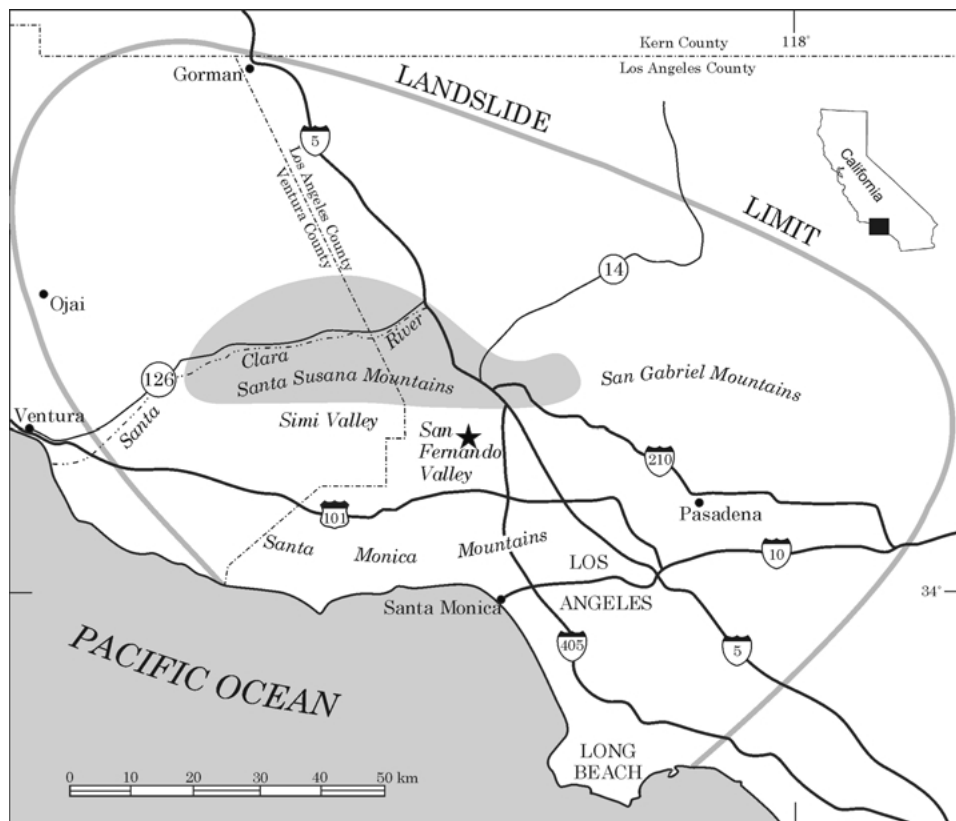 Kern County
118°
Los Angeles County
Gorman
LANDSLIDE
5
Los Angeles County
Ventura County
California
LIMIT
14
Ojai
River
Clara
126
Santa Susana Mountains
San Gabriel Mountains
Santa
Ventura
Simi Valley
San
Fernando
Valley
210
101
Pasadena
Santa Monica Mountains
10
LOS
ANGELES
Santa Monica
34°
405
5
PACIFIC OCEAN
LONG
BEACH
0 10 20 30 40 50 km